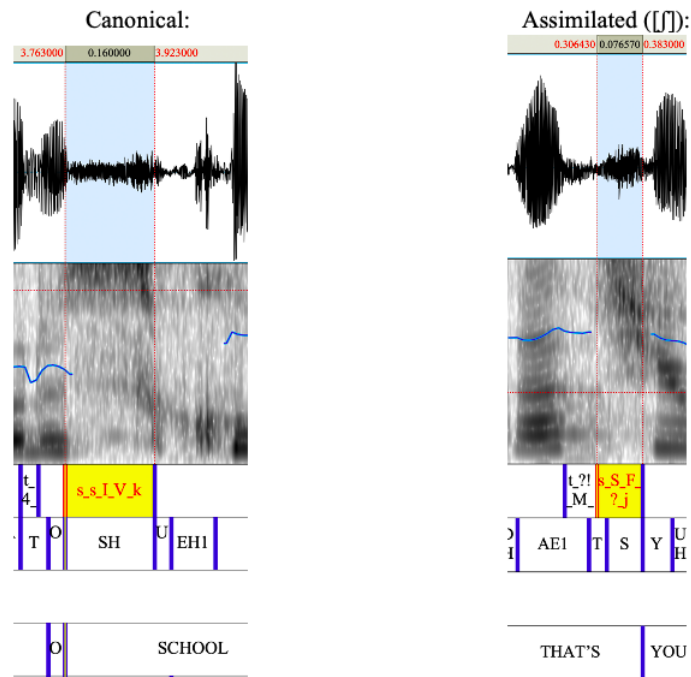 Canonical:
3.763000 0.160000 3.923000
t_
4_
s_s_I_V_k
T O SH U EH1
O SCHOOL
Assimilated ([ʃ]):
0.306430 0.076570 0.383000
t_?!
_M_
s_S_F_
?_j
H AE1 T S Y U
H
THAT'S YOU